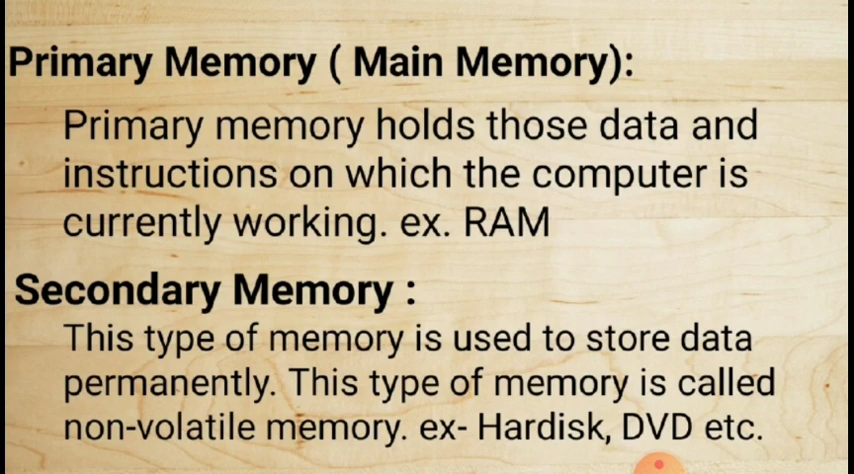 Primary Memory ( Main Memory):
Primary memory holds those data and
instructions on which the computer is
currently working. ex. RAM
Secondary Memory :
This type of memory is used to store data
permanently. This type of memory is called
non-volatile memory. ex- Hardisk, DVD etc.